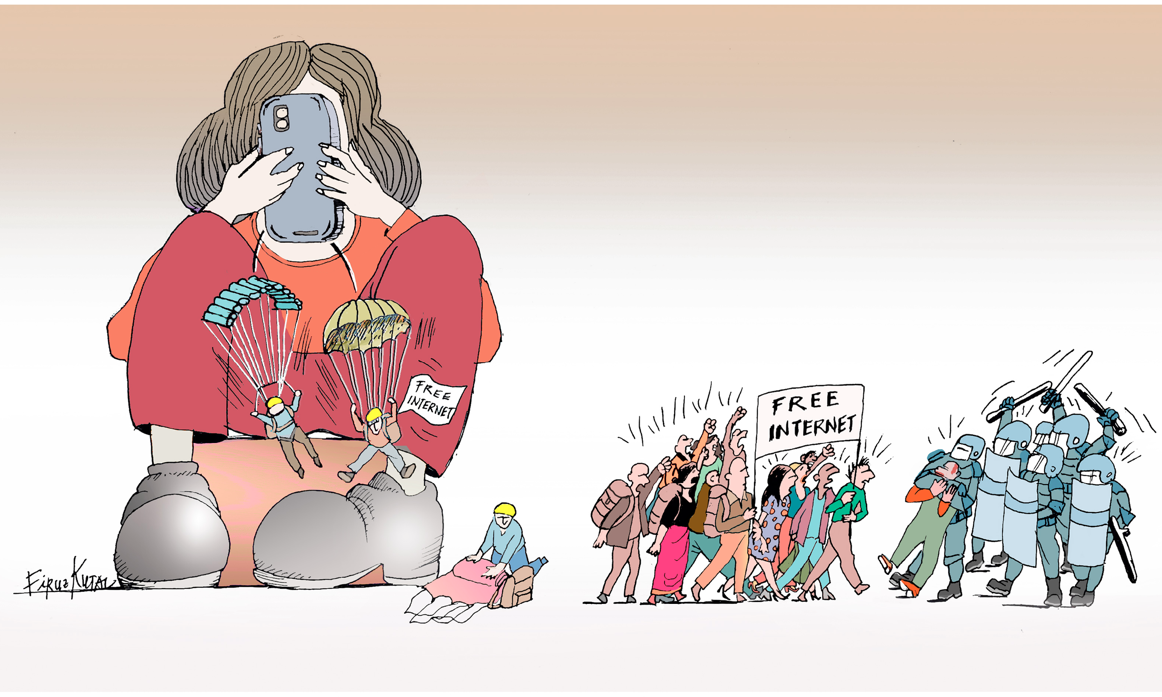 FREE
INTERNET
FREE
INTERNET
Firuz Kutal